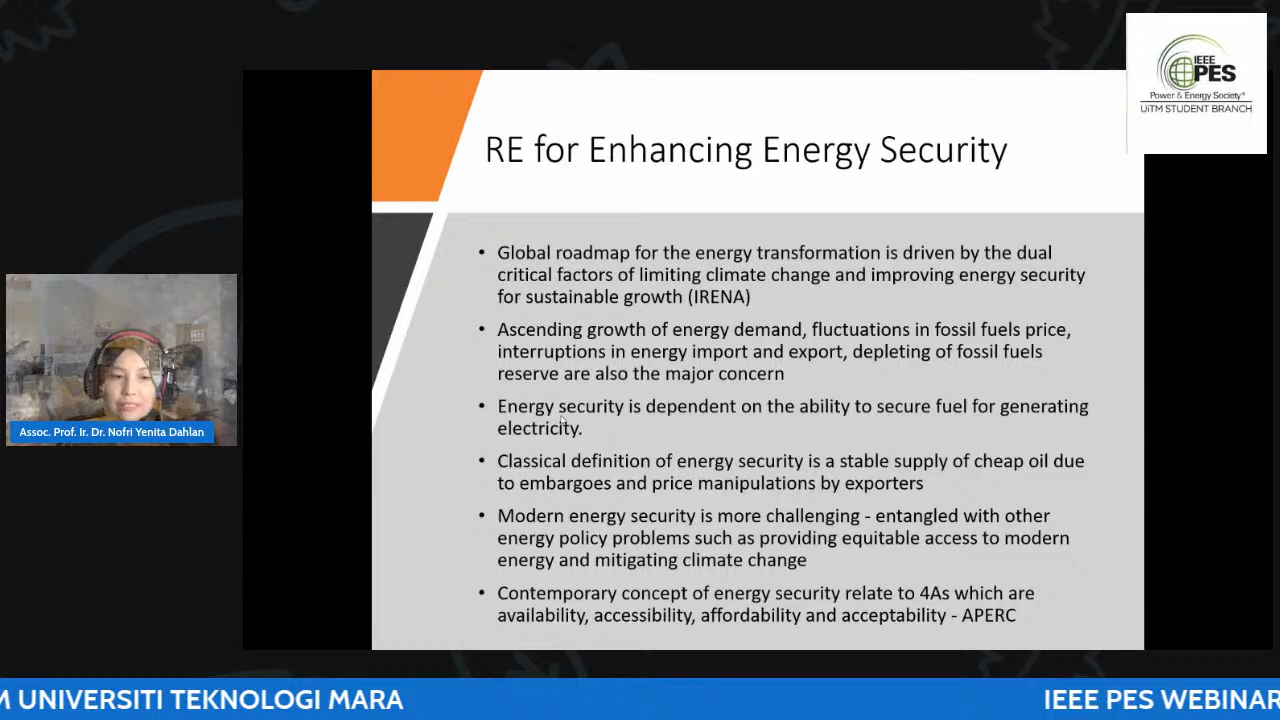 IEEE
PES
Power & Energy Society®
UiTM STUDENT BRANCH
RE for Enhancing Energy Security
• Global roadmap for the energy transformation is driven by the dual
critical factors of limiting climate change and improving energy security
for sustainable growth (IRENA)
• Ascending growth of energy demand, fluctuations in fossil fuels price,
interruptions in energy import and export, depleting of fossil fuels
reserve are also the major concern
• Energy security is dependent on the ability to secure fuel for generating
electricity.
• Classical definition of energy security is a stable supply of cheap oil due
to embargoes and price manipulations by exporters
• Modern energy security is more challenging - entangled with other
energy policy problems such as providing equitable access to modern
energy and mitigating climate change
• Contemporary concept of energy security relate to 4As which are
availability, accessibility, affordability and acceptability - APERC
Assoc. Prof. Ir. Dr. Nofri Yenita Dahlan
M UNIVERSITI TEKNOLOGI MARA
IEEE PES WEBINAR